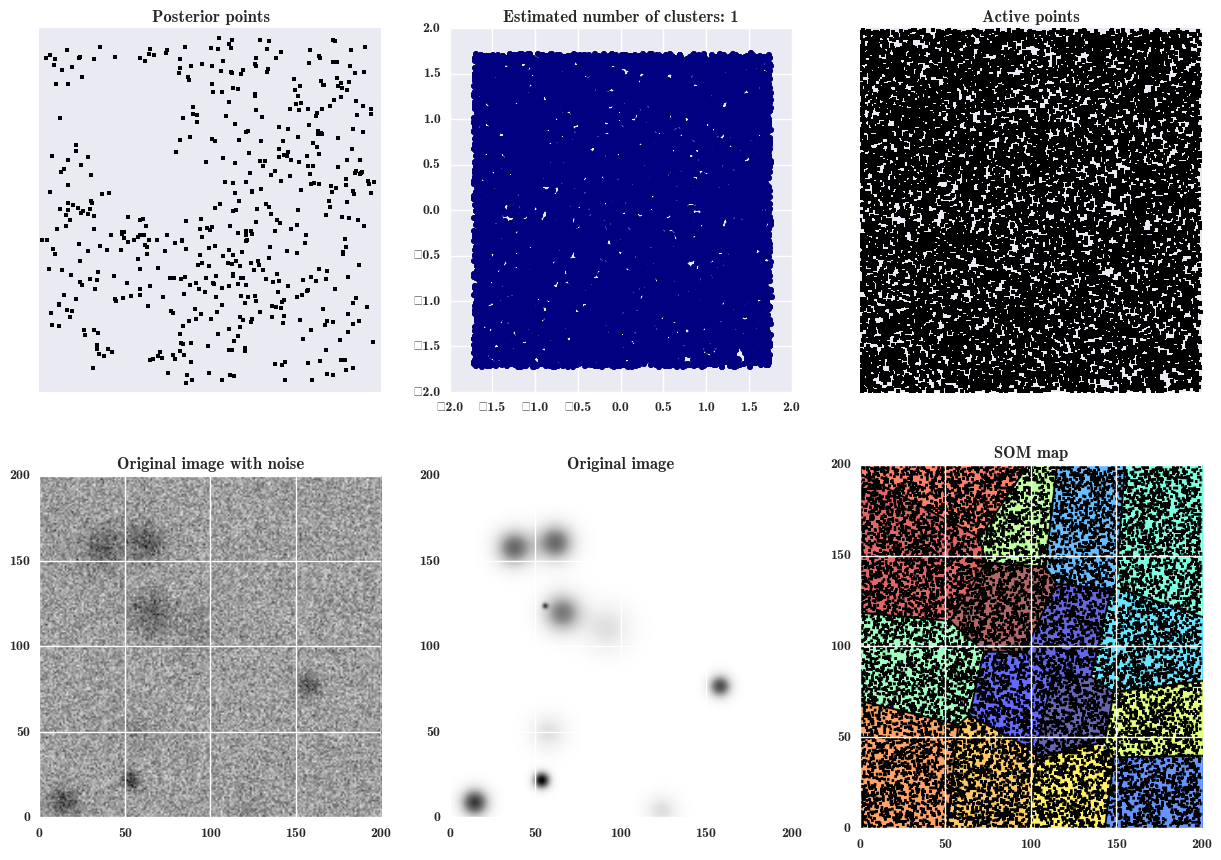 Posterior points
Estimated number of clusters: 1
Active points
2.0
1.5
1.0
0.5
0.0
□0.5
□1.0
□1.5
□2.0
□2.0 □1.5 □1.0 □0.5 0.0 0.5 1.0 1.5 2.0
Original image with noise
Original image
SOM map
200
150
100
50
0
0 50 100 150 200
200
150
100
50
0
0 50 100 150 200
200
150
100
50
0
0 50 100 150 200